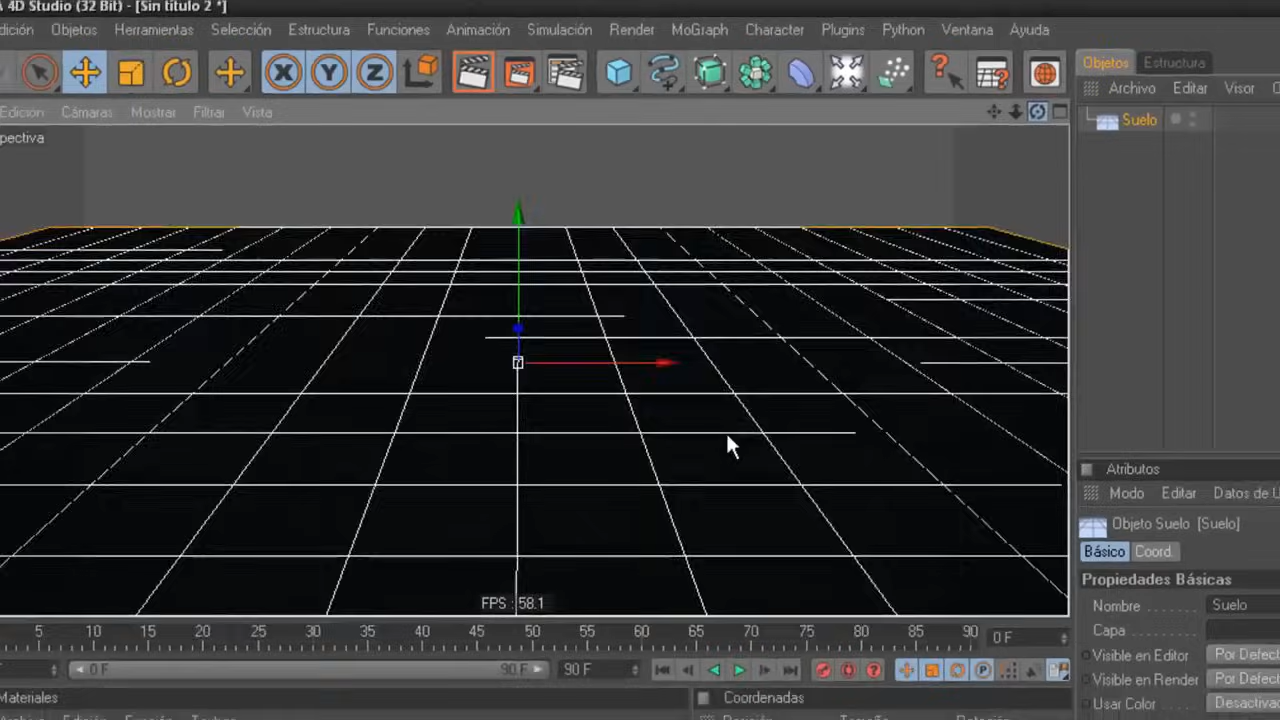 A 4D Studio (32 Bit) - [Sin título 2 *]
dición Objetos Herramientas Selección Estructura Funciones Animación Simulación Render MoGraph Character Plugins Python Ventana Ayuda
Objetos Estructura
Archivo Editar Visor
Edición Cámaras Mostrar Filtrar Vista
Suelo
spectiva
FPS : 58.1
Atributos
Modo Editar Datos de U
Objeto Suelo [Suelo]
Básico Coord.
Propiedades Básicas
Nombre Suelo
Capa
Visible en Editor Por Defect
Visible en Render Por Defect
Usar Color Desactivad
5 10 15 20 25 30 35 40 45 50 55 60 65 70 75 80 85 90 0 F
0 F 90 F 90 F
Materiales
Coordenadas